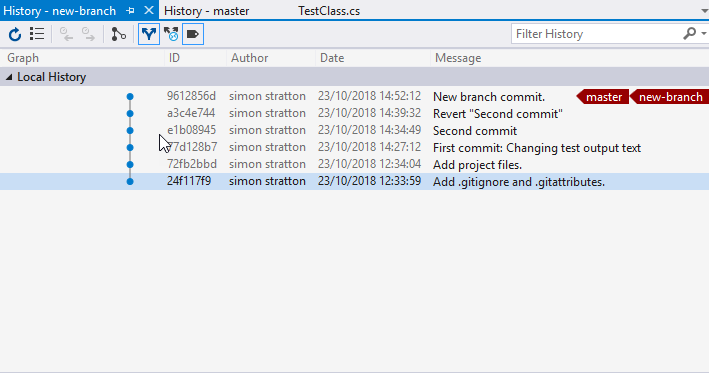 History - new-branch History - master TestClass.cs
Filter History
Graph ID Author Date Message
Local History
9612856d simon stratton 23/10/2018 14:52:12 New branch commit. master new-branch
a3c4e744 simon stratton 23/10/2018 14:39:32 Revert "Second commit"
e1b08945 simon stratton 23/10/2018 14:34:49 Second commit
77d128b7 simon stratton 23/10/2018 14:27:12 First commit: Changing test output text
72fb2bbd simon stratton 23/10/2018 12:34:04 Add project files.
24f117f9 simon stratton 23/10/2018 12:33:59 Add .gitignore and .gitattributes.